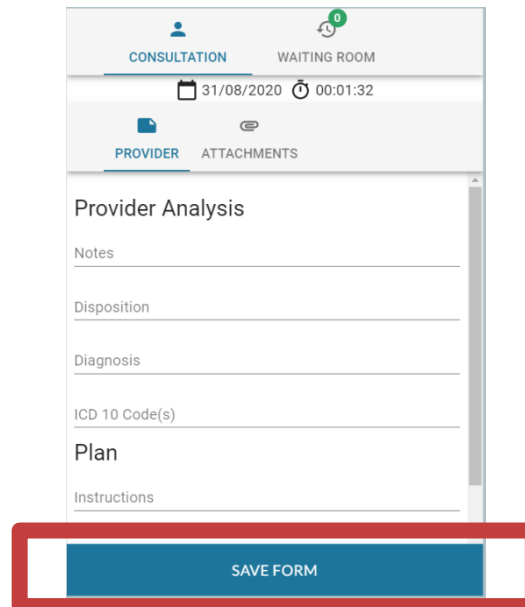 0
CONSULTATION WAITING ROOM
31/08/2020 00:01:32
PROVIDER ATTACHMENTS
Provider Analysis
Notes
Disposition
Diagnosis
ICD 10 Code(s)
Plan
Instructions
SAVE FORM